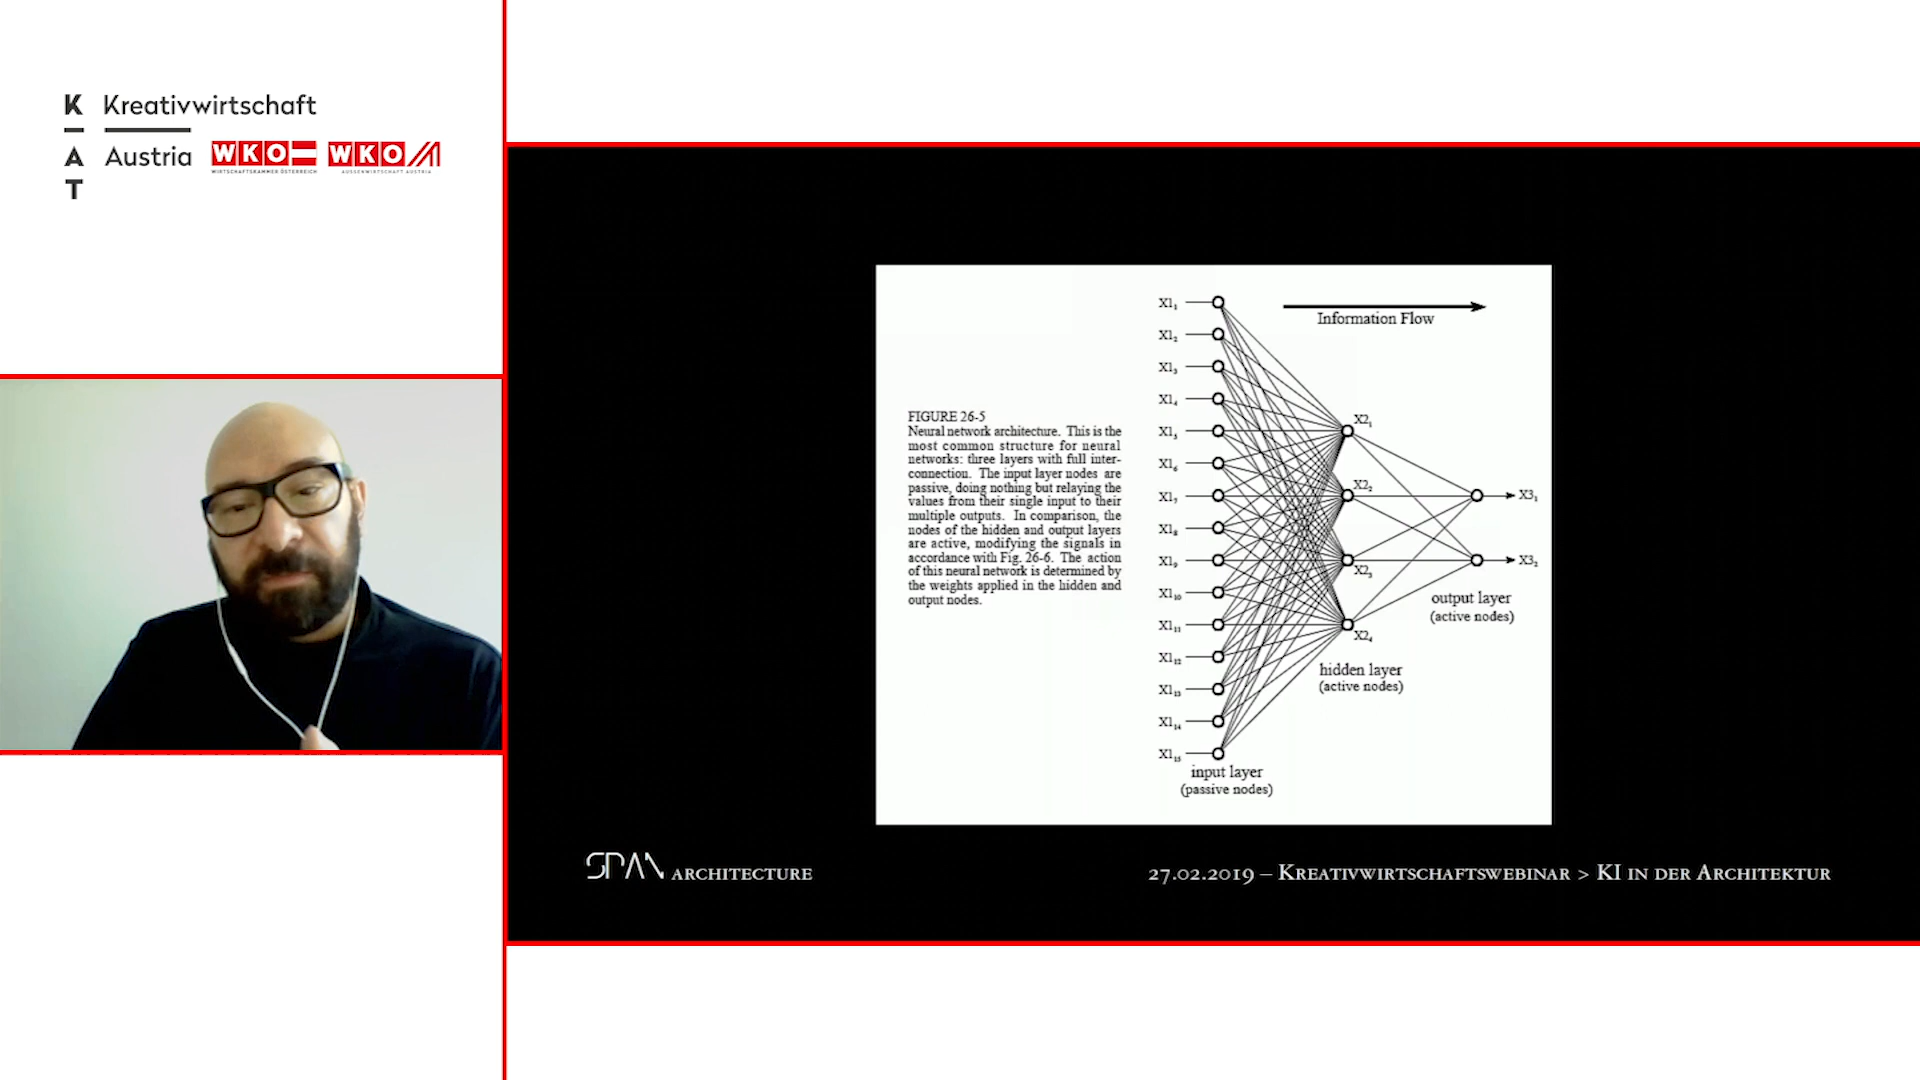 K Kreativwirtschaft
A Austria
T
WKO WKO
WIRTSCHAFTSKAMMER ÖSTERREICH
AUSSENWIRTSCHAFT AUSTRIA
FIGURE 26-5
Neural network architecture. This is the
most common structure for neural
networks: three layers with full inter-
connection. The input layer nodes are
passive, doing nothing but relaying the
values from their single input to their
multiple outputs. In comparison, the
nodes of the hidden and output layers
are active, modifying the signals in
accordance with Fig. 26-6. The action
of this neural network is determined by
the weights applied in the hidden and
output nodes.
Information Flow
X1₁
X1₂
X1₃
X1₄
X1₅
X1₆
X1₇
X1₈
X1₉
X1₁₀
X1₁₁
X1₁₂
X1₁₃
X1₁₄
X1₁₅
input layer
(passive nodes)
X2₁
X2₂
X2₃
X2₄
hidden layer
(active nodes)
X3₁
X3₂
output layer
(active nodes)
SPAN ARCHITECTURE
27.02.2019 – KREATIVWIRTSCHAFTSWEBINAR > KI IN DER ARCHITEKTUR